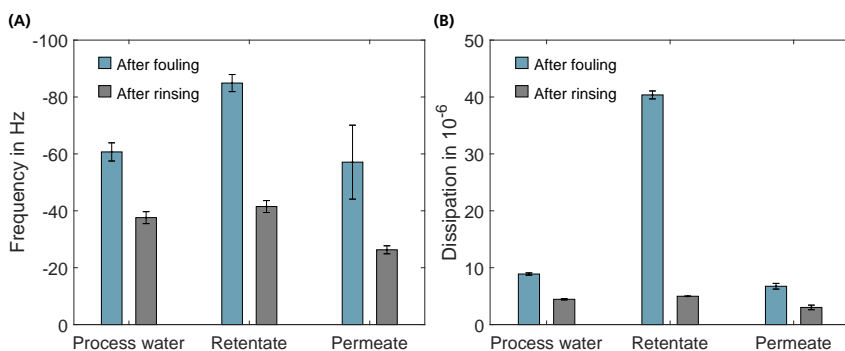 (A)
Frequency in Hz
-100
-80
-60
-40
-20
0
After fouling
After rinsing
Process water
Retentate
Permeate
(B)
Dissipation in 10-6
50
40
30
20
10
0
After fouling
After rinsing
Process water
Retentate
Permeate